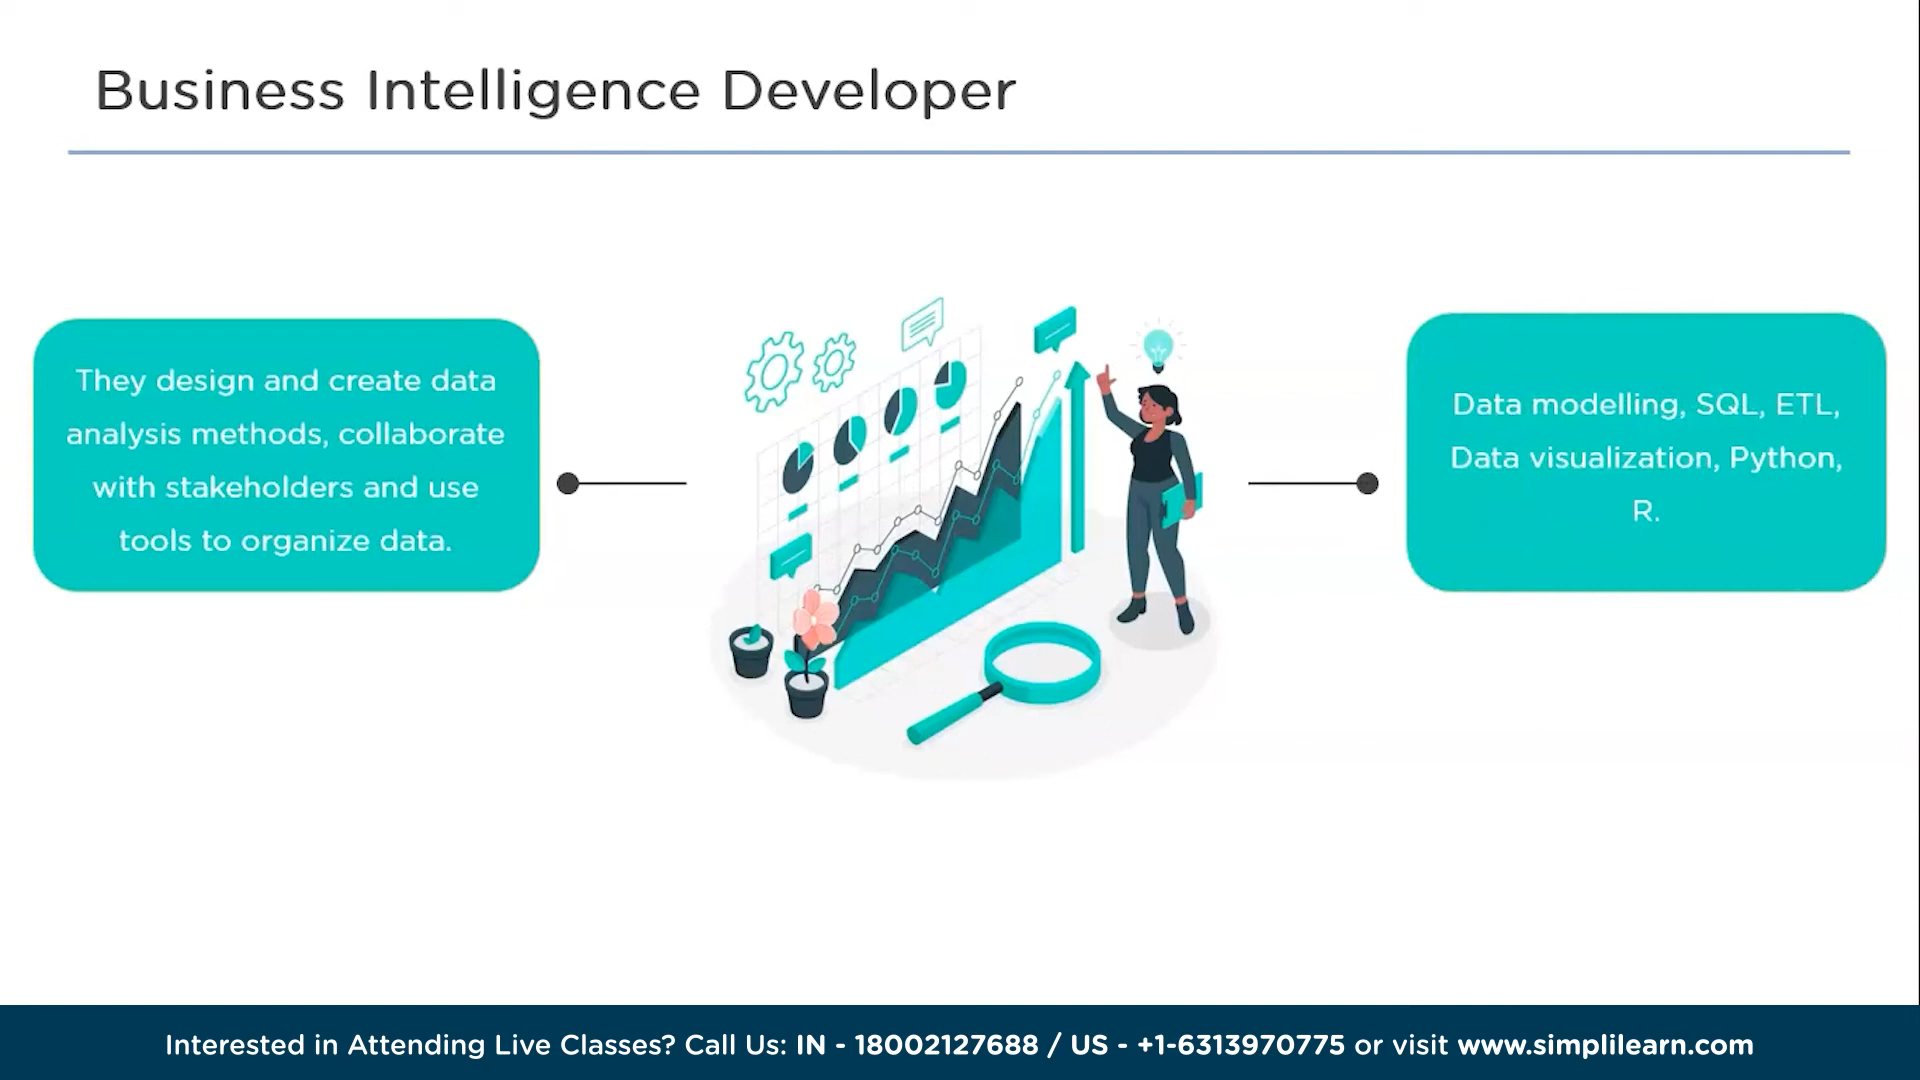 Business Intelligence Developer
They design and create data
analysis methods, collaborate
with stakeholders and use
tools to organize data.
Data modelling, SQL, ETL,
Data visualization, Python,
R.
Interested in Attending Live Classes? Call Us: IN - 18002127688 / US - +1-6313970775 or visit www.simplilearn.com